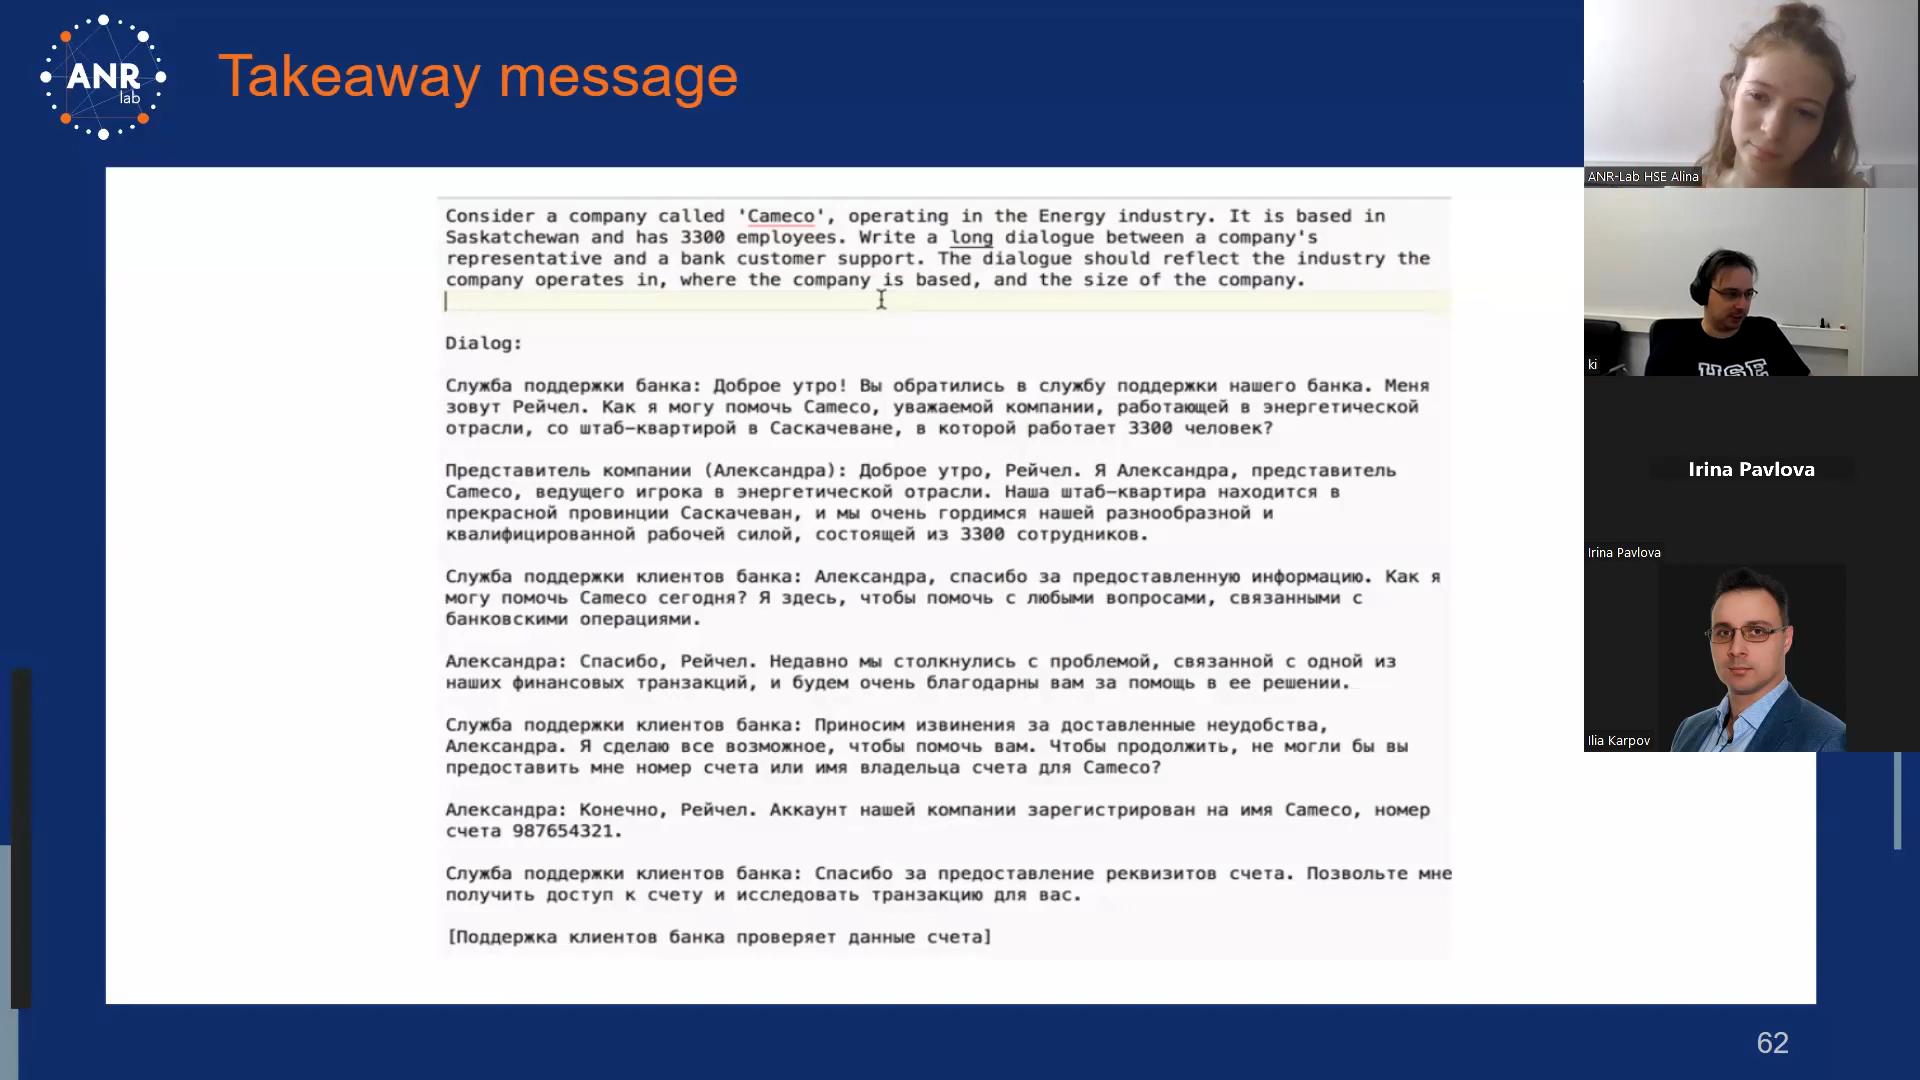 ANR
lab
Takeaway message
Consider a company called 'Cameco', operating in the Energy industry. It is based in
Saskatchewan and has 3300 employees. Write a long dialogue between a company's
representative and a bank customer support. The dialogue should reflect the industry the
company operates in, where the company is based, and the size of the company.
Dialog:
Служба поддержки банка: Доброе утро! Вы обратились в службу поддержки нашего банка. Меня
зовут Рейчел. Как я могу помочь Cameco, уважаемой компании, работающей в энергетической
отрасли, со штаб-квартирой в Саскачеване, в которой работает 3300 человек?
Представитель компании (Александра): Доброе утро, Рейчел. Я Александра, представитель
Cameco, ведущего игрока в энергетической отрасли. Наша штаб-квартира находится в
прекрасной провинции Саскачеван, и мы очень гордимся нашей разнообразной и
квалифицированной рабочей силой, состоящей из 3300 сотрудников.
Служба поддержки клиентов банка: Александра, спасибо за предоставленную информацию. Как я
могу помочь Cameco сегодня? Я здесь, чтобы помочь с любыми вопросами, связанными с
банковскими операциями.
Александра: Спасибо, Рейчел. Недавно мы столкнулись с проблемой, связанной с одной из
наших финансовых транзакций, и будем очень благодарны вам за помощь в ее решении.
Служба поддержки клиентов банка: Приносим извинения за доставленные неудобства,
Александра. Я сделаю все возможное, чтобы помочь вам. Чтобы продолжить, не могли бы вы
предоставить мне номер счета или имя владельца счета для Cameco?
Александра: Конечно, Рейчел. Аккаунт нашей компании зарегистрирован на имя Cameco, номер
счета 987654321.
Служба поддержки клиентов банка: Спасибо за предоставление реквизитов счета. Позвольте мне
получить доступ к счету и исследовать транзакцию для вас.
[Поддержка клиентов банка проверяет данные счета]
62
ANR-Lab HSE Alina
HSE
ki
Irina Pavlova
Irina Pavlova
Ilia Karpov